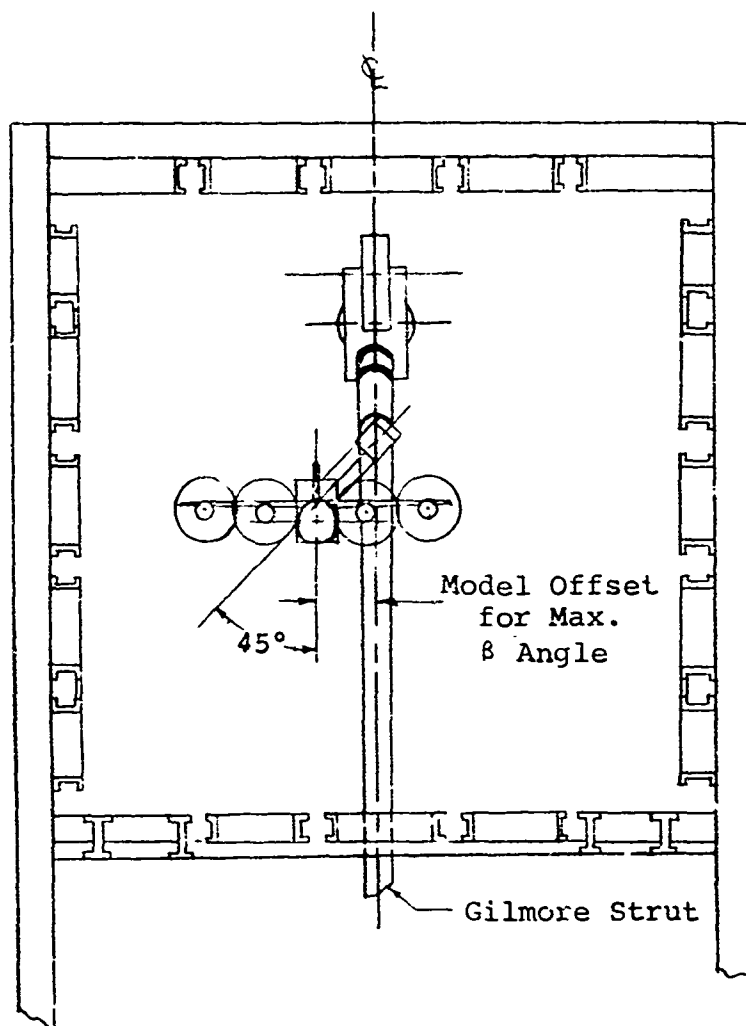 ℄
Model Offset
for Max.
β Angle
45°
Gilmore Strut